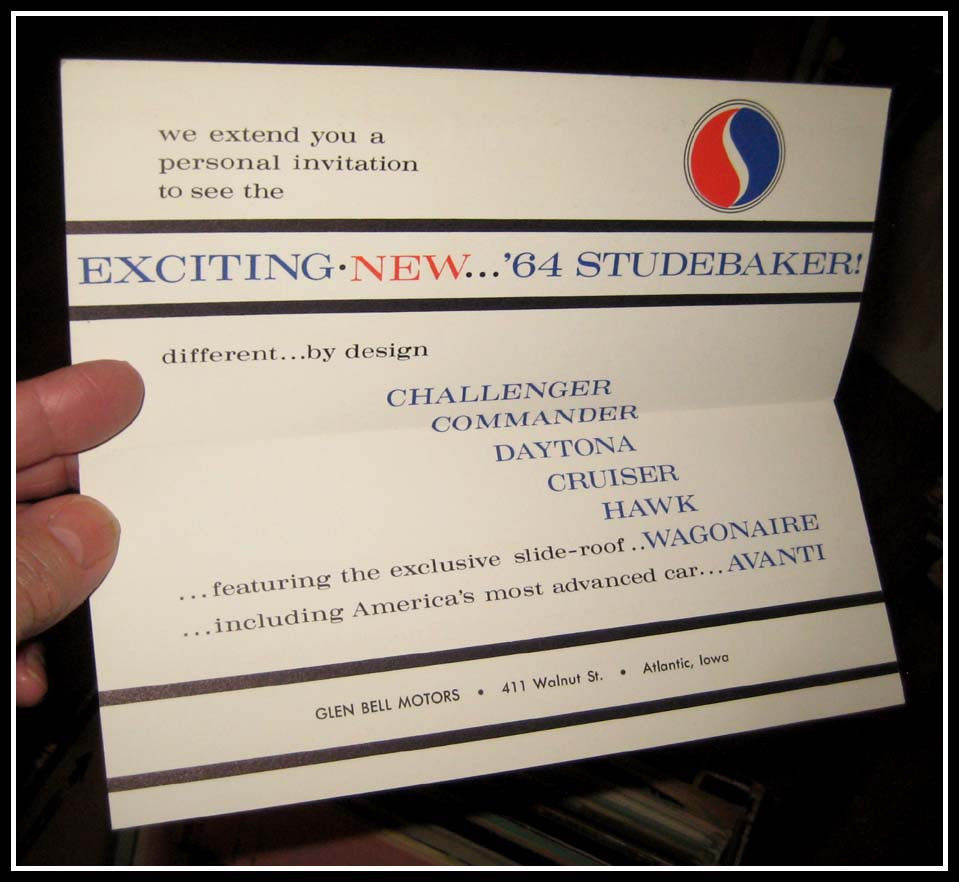 we extend you a
personal invitation
to see the
EXCITING·NEW...'64 STUDEBAKER!
different...by design
CHALLENGER
COMMANDER
DAYTONA
CRUISER
HAWK
...featuring the exclusive slide-roof..WAGONAIRE
...including America's most advanced car...AVANTI
GLEN BELL MOTORS • 411 Walnut St. • Atlantic, Iowa